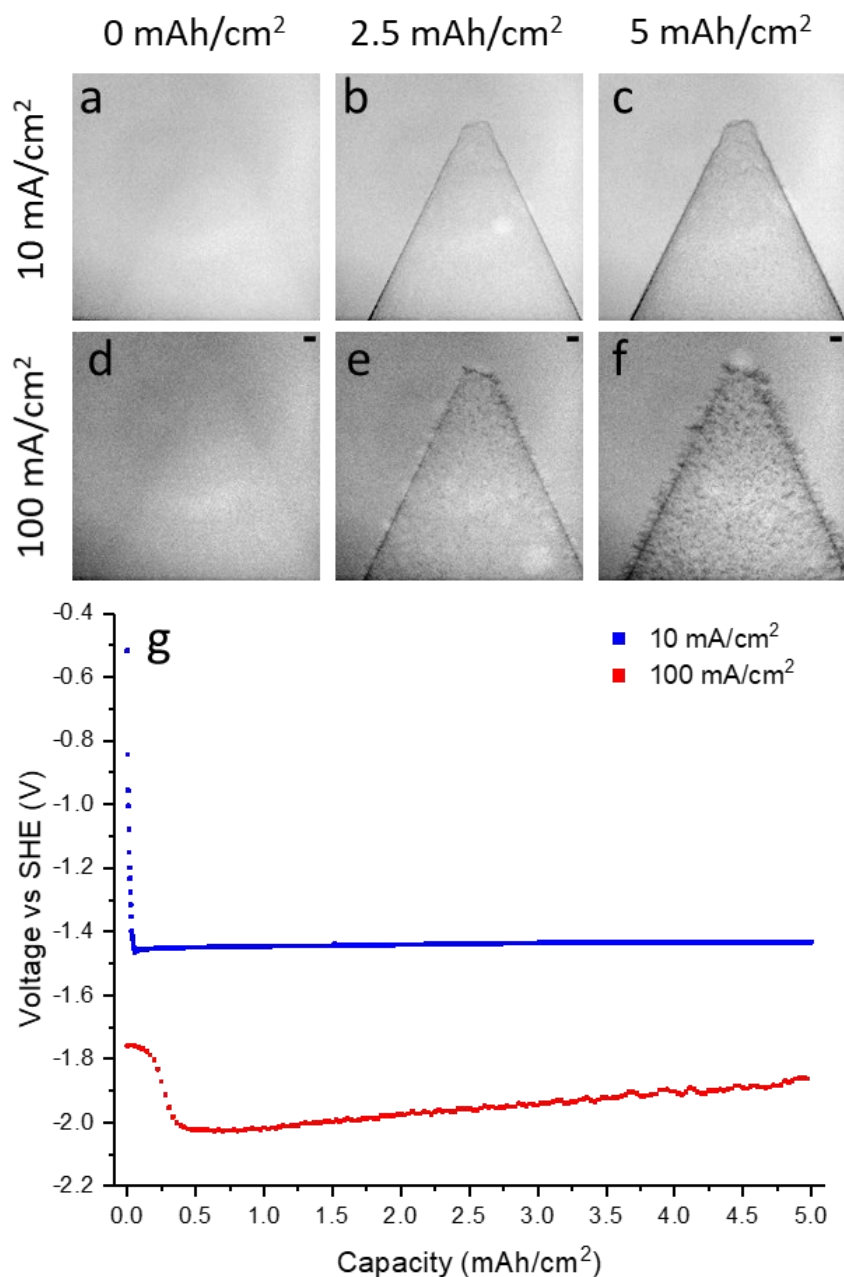 0 mAh/cm² 2.5 mAh/cm² 5 mAh/cm²
10 mA/cm²
a b c
100 mA/cm²
d e f
g
10 mA/cm²
100 mA/cm²
Voltage vs SHE (V)
-0.4
-0.6
-0.8
-1.0
-1.2
-1.4
-1.6
-1.8
-2.0
-2.2
0.0 0.5 1.0 1.5 2.0 2.5 3.0 3.5 4.0 4.5 5.0
Capacity (mAh/cm²)